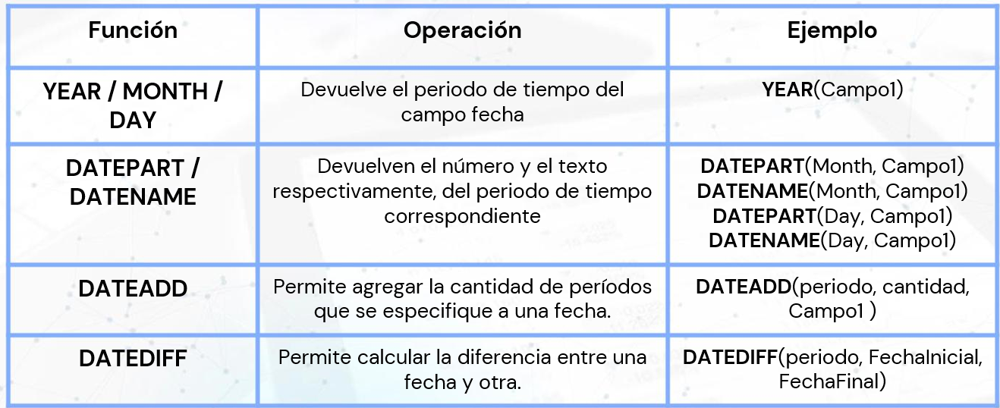 Función
Operación
Ejemplo
YEAR / MONTH /
DAY
Devuelve el periodo de tiempo del
campo fecha
YEAR(Campo1)
DATEPART /
DATENAME
Devuelven el número y el texto
respectivamente, del periodo de tiempo
correspondiente
DATEPART(Month, Campo1)
DATENAME(Month, Campo1)
DATEPART(Day, Campo1)
DATENAME(Day, Campo1)
DATEADD
Permite agregar la cantidad de períodos
que se especifique a una fecha.
DATEADD(periodo, cantidad,
Campo1 )
DATEDIFF
Permite calcular la diferencia entre una
fecha y otra.
DATEDIFF(periodo, FechaInicial,
FechaFinal)